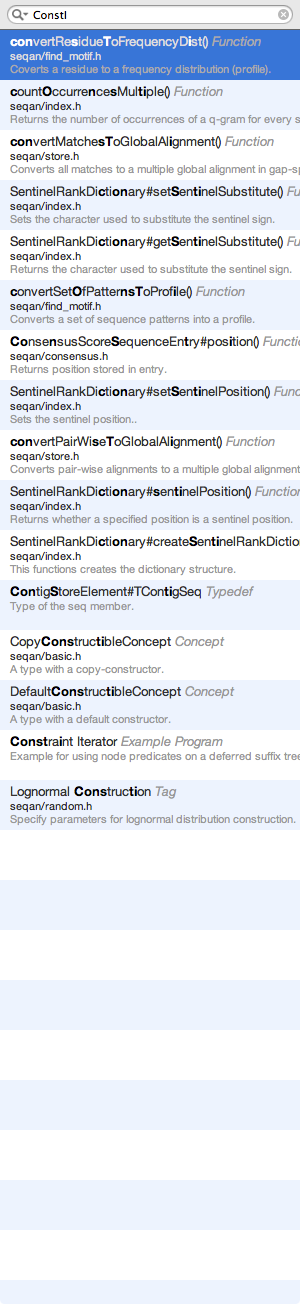 ConstI
convertResidueToFrequencyDist() Function
seqan/find_motif.h
Coverts a residue to a frequency distribution (profile).
countOccurrencesMultiple() Function
seqan/index.h
Returns the number of occurrences of a q-gram for every s
convertMatchesToGlobalAlignment() Function
seqan/store.h
Converts all matches to a multiple global alignment in gap-s
SentinelRankDictionary#setSentinelSubstitute() Fu
seqan/index.h
Sets the character used to substitute the sentinel sign.
SentinelRankDictionary#getSentinelSubstitute() Fu
seqan/index.h
Returns the character used to substitute the sentinel sign.
convertSetOfPatternsToProfile() Function
seqan/find_motif.h
Converts a set of sequence patterns into a profile.
ConsensusScoreSequenceEntry#position() Functi
seqan/consensus.h
Returns position stored in entry.
SentinelRankDictionary#setSentinelPosition() Func
seqan/index.h
Sets the sentinel position..
convertPairWiseToGlobalAlignment() Function
seqan/store.h
Converts pair-wise alignments to a multiple global alignment
SentinelRankDictionary#sentinelPosition() Function
seqan/index.h
Returns whether a specified position is a sentinel position.
SentinelRankDictionary#createSentinelRankDictio
This functions creates the dictionary structure.
ContigStoreElement#TContigSeq Typedef
Type of the seq member.
CopyConstructibleConcept Concept
seqan/basic.h
A type with a copy-constructor.
DefaultConstructibleConcept Concept
seqan/basic.h
A type with a default constructor.
Constraint Iterator Example Program
Example for using node predicates on a deferred suffix tree
Lognormal Construction Tag
seqan/random.h
Specify parameters for lognormal distribution construction.